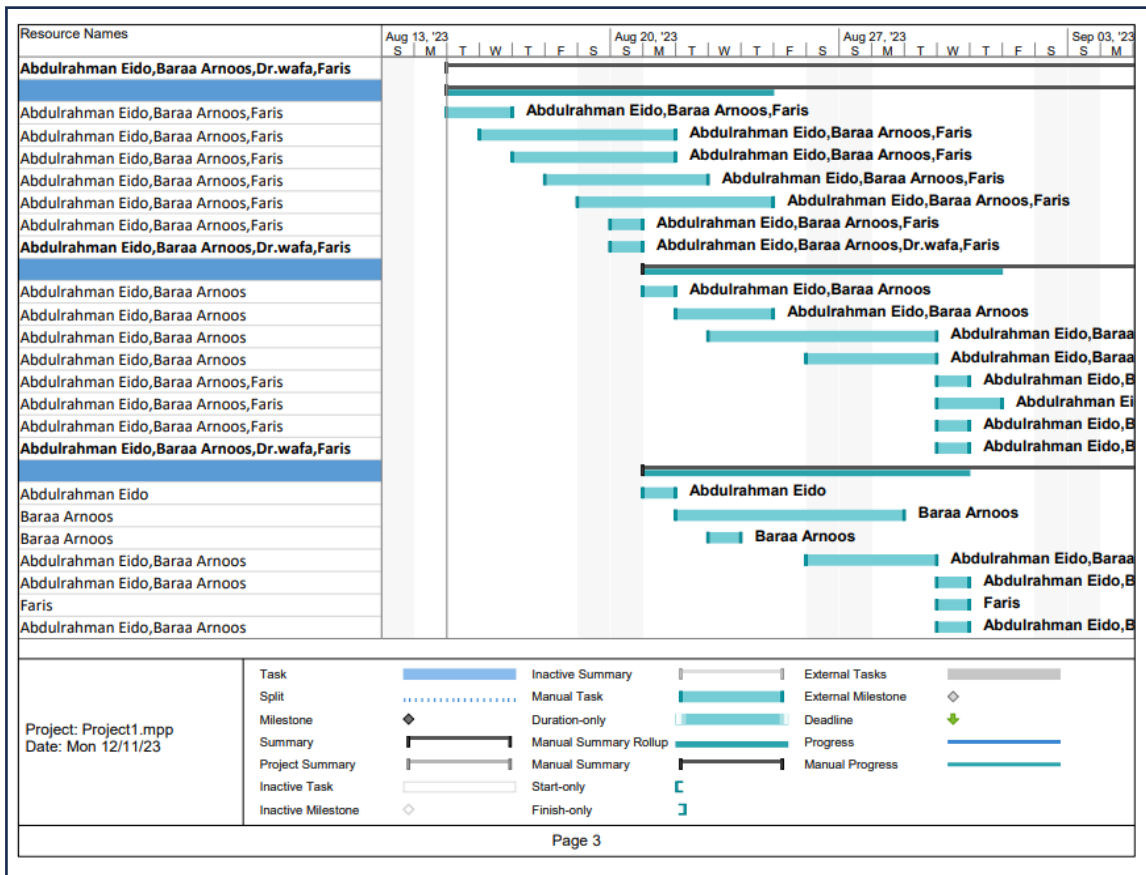 Resource Names
Aug 13, '23 Aug 20, '23 Aug 27, '23 Sep 03, '23
S M T W T F S S M T W T F S S M T W T F S S M
Abdulrahman Eido,Baraa Arnoos,Dr.wafa,Faris
Abdulrahman Eido,Baraa Arnoos,Faris Abdulrahman Eido,Baraa Arnoos,Faris
Abdulrahman Eido,Baraa Arnoos,Faris Abdulrahman Eido,Baraa Arnoos,Faris
Abdulrahman Eido,Baraa Arnoos,Faris Abdulrahman Eido,Baraa Arnoos,Faris
Abdulrahman Eido,Baraa Arnoos,Faris Abdulrahman Eido,Baraa Arnoos,Faris
Abdulrahman Eido,Baraa Arnoos,Faris Abdulrahman Eido,Baraa Arnoos,Faris
Abdulrahman Eido,Baraa Arnoos,Faris Abdulrahman Eido,Baraa Arnoos,Faris
Abdulrahman Eido,Baraa Arnoos,Dr.wafa,Faris Abdulrahman Eido,Baraa Arnoos,Dr.wafa,Faris
Abdulrahman Eido,Baraa Arnoos Abdulrahman Eido,Baraa Arnoos
Abdulrahman Eido,Baraa Arnoos Abdulrahman Eido,Baraa Arnoos
Abdulrahman Eido,Baraa Arnoos Abdulrahman Eido,Baraa
Abdulrahman Eido,Baraa Arnoos Abdulrahman Eido,Baraa
Abdulrahman Eido,Baraa Arnoos,Faris Abdulrahman Eido,B
Abdulrahman Eido,Baraa Arnoos,Faris Abdulrahman Ei
Abdulrahman Eido,Baraa Arnoos,Faris Abdulrahman Eido,B
Abdulrahman Eido,Baraa Arnoos,Dr.wafa,Faris Abdulrahman Eido,B
Abdulrahman Eido Abdulrahman Eido
Baraa Arnoos Baraa Arnoos
Baraa Arnoos Baraa Arnoos
Abdulrahman Eido,Baraa Arnoos Abdulrahman Eido,Baraa
Abdulrahman Eido,Baraa Arnoos Abdulrahman Eido,B
Faris Faris
Abdulrahman Eido,Baraa Arnoos Abdulrahman Eido,B
Project: Project1.mpp
Date: Mon 12/11/23
Task Inactive Summary External Tasks
Split Manual Task External Milestone
Milestone Duration-only Deadline
Summary Manual Summary Rollup Progress
Project Summary Manual Summary Manual Progress
Inactive Task Start-only
Inactive Milestone Finish-only
Page 3